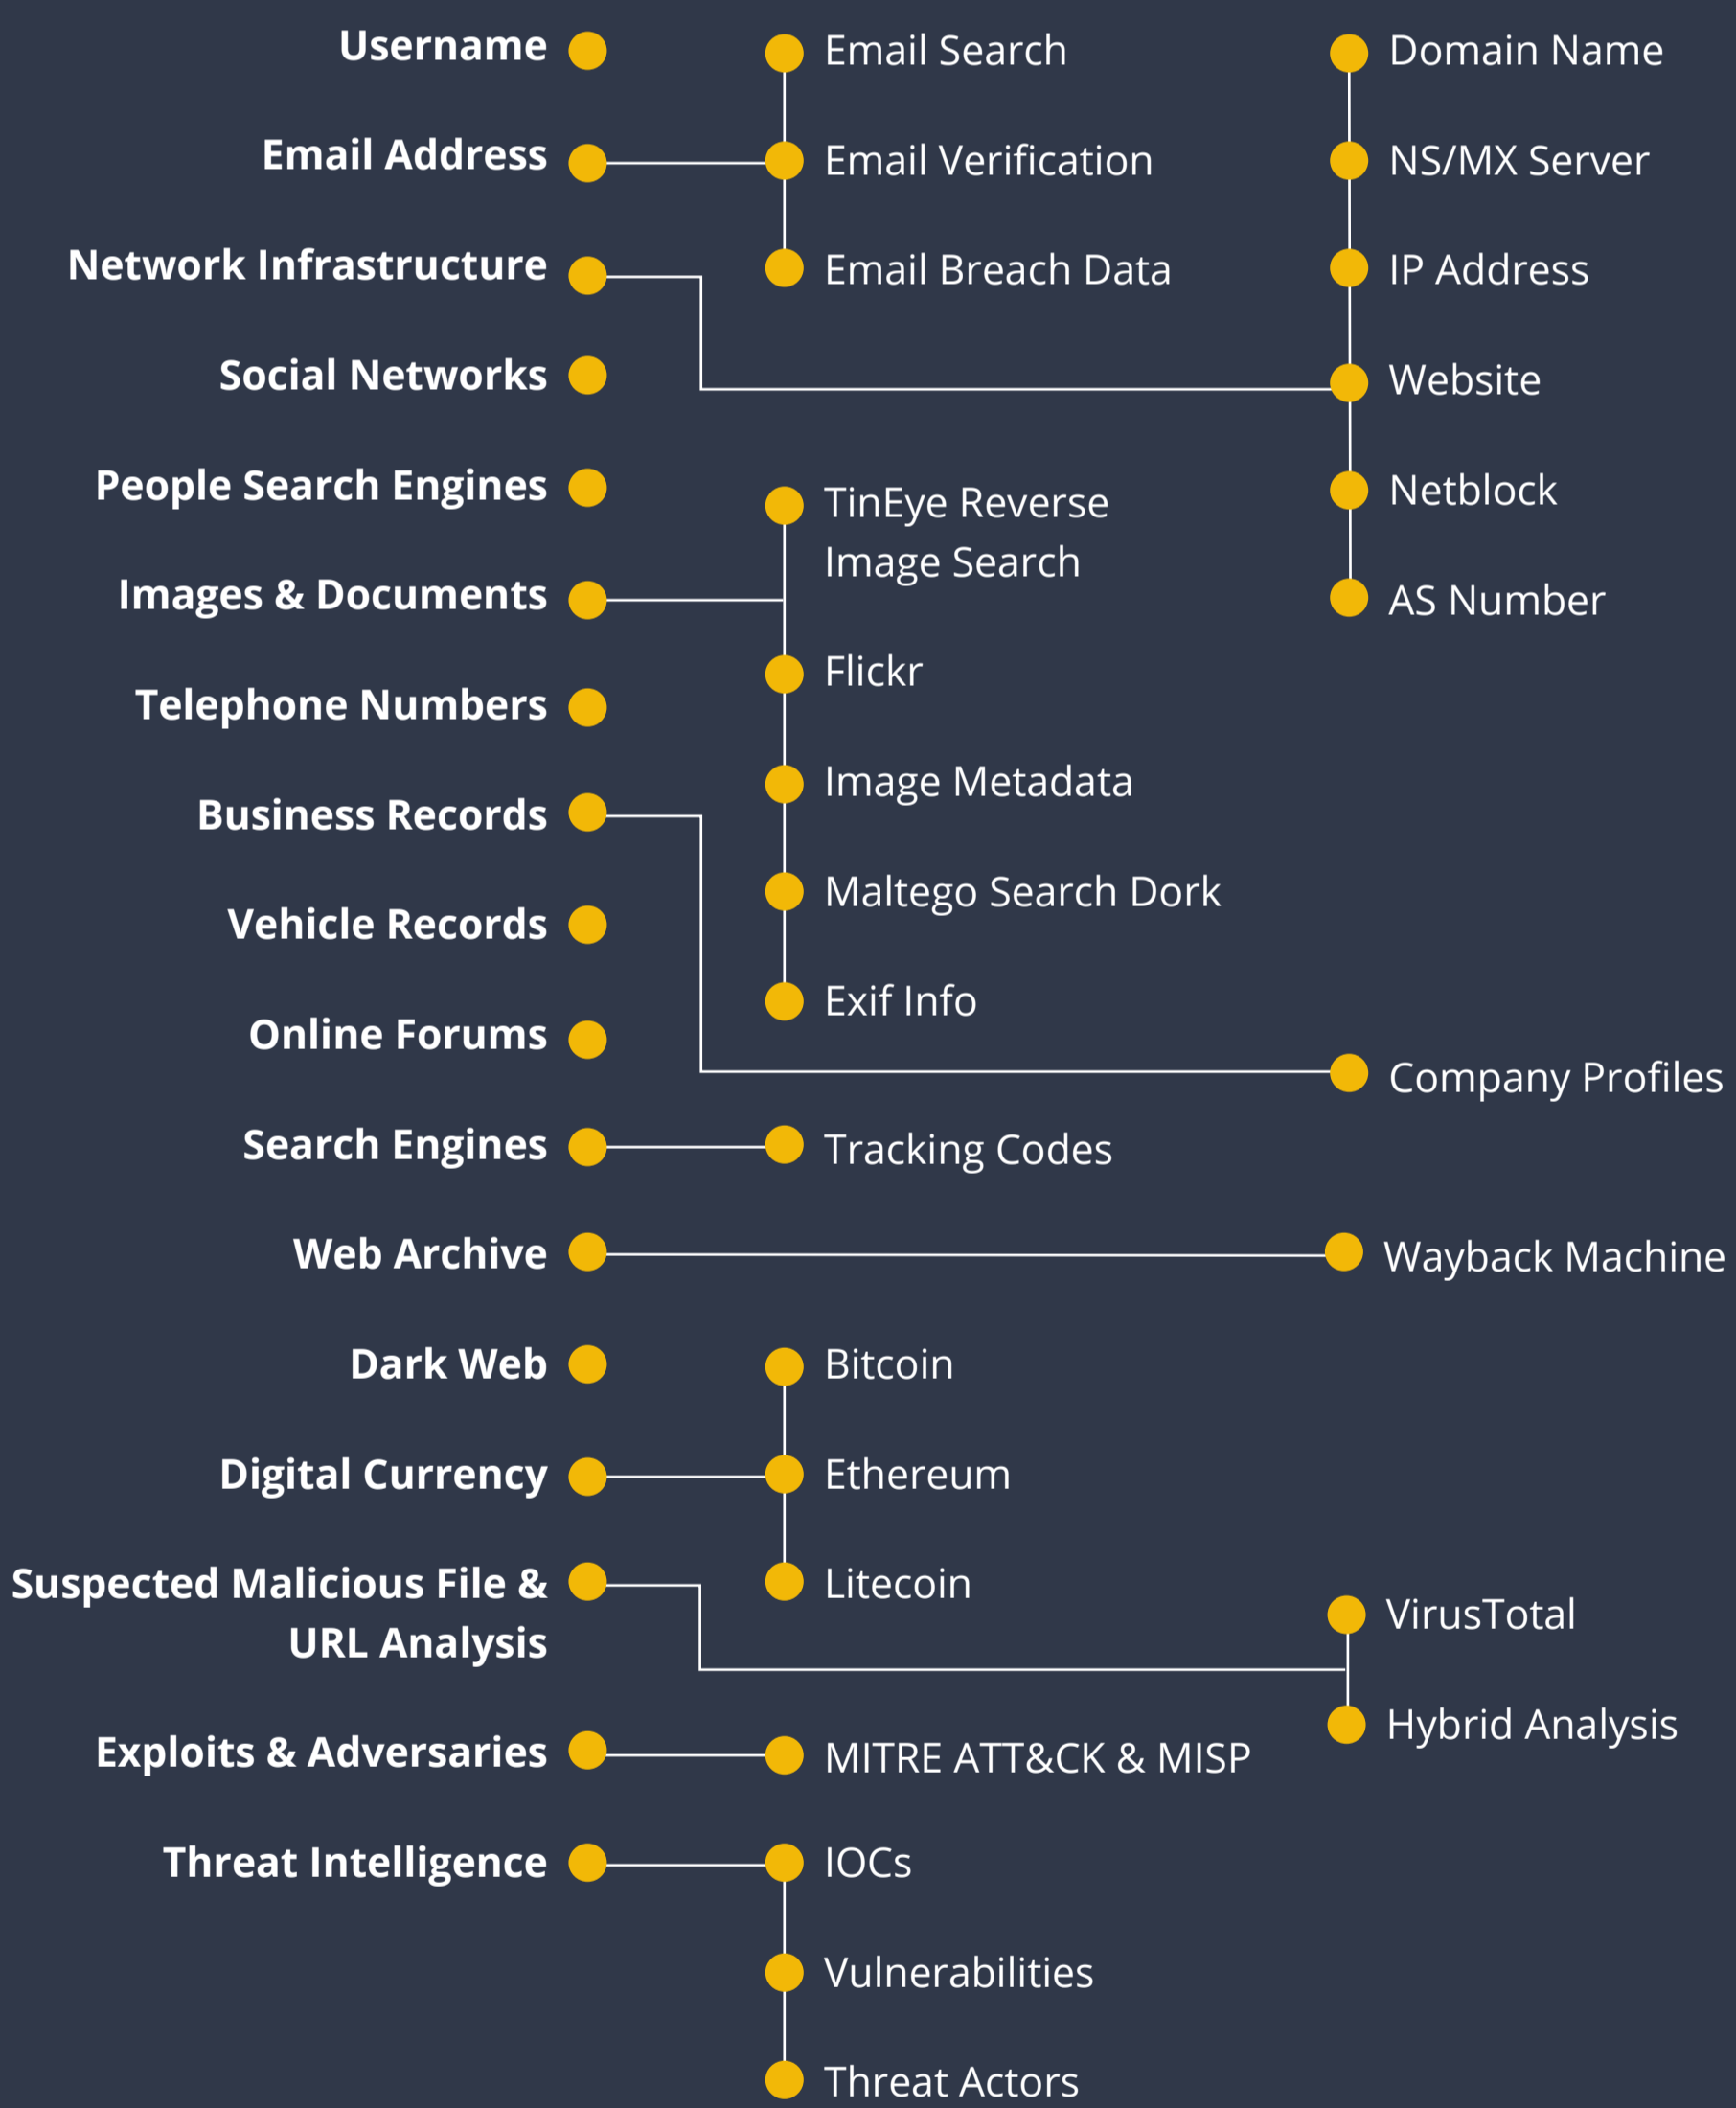 Username
Email Address
Network Infrastructure
Social Networks
People Search Engines
Images & Documents
Telephone Numbers
Business Records
Vehicle Records
Online Forums
Search Engines
Web Archive
Dark Web
Digital Currency
Suspected Malicious File &
URL Analysis
Exploits & Adversaries
Threat Intelligence
Email Search
Email Verification
Email Breach Data
TinEye Reverse
Image Search
Flickr
Image Metadata
Maltego Search Dork
Exif Info
Tracking Codes
Bitcoin
Ethereum
Litecoin
MITRE ATT&CK & MISP
IOCs
Vulnerabilities
Threat Actors
Domain Name
NS/MX Server
IP Address
Website
Netblock
AS Number
Company Profiles
Wayback Machine
VirusTotal
Hybrid Analysis